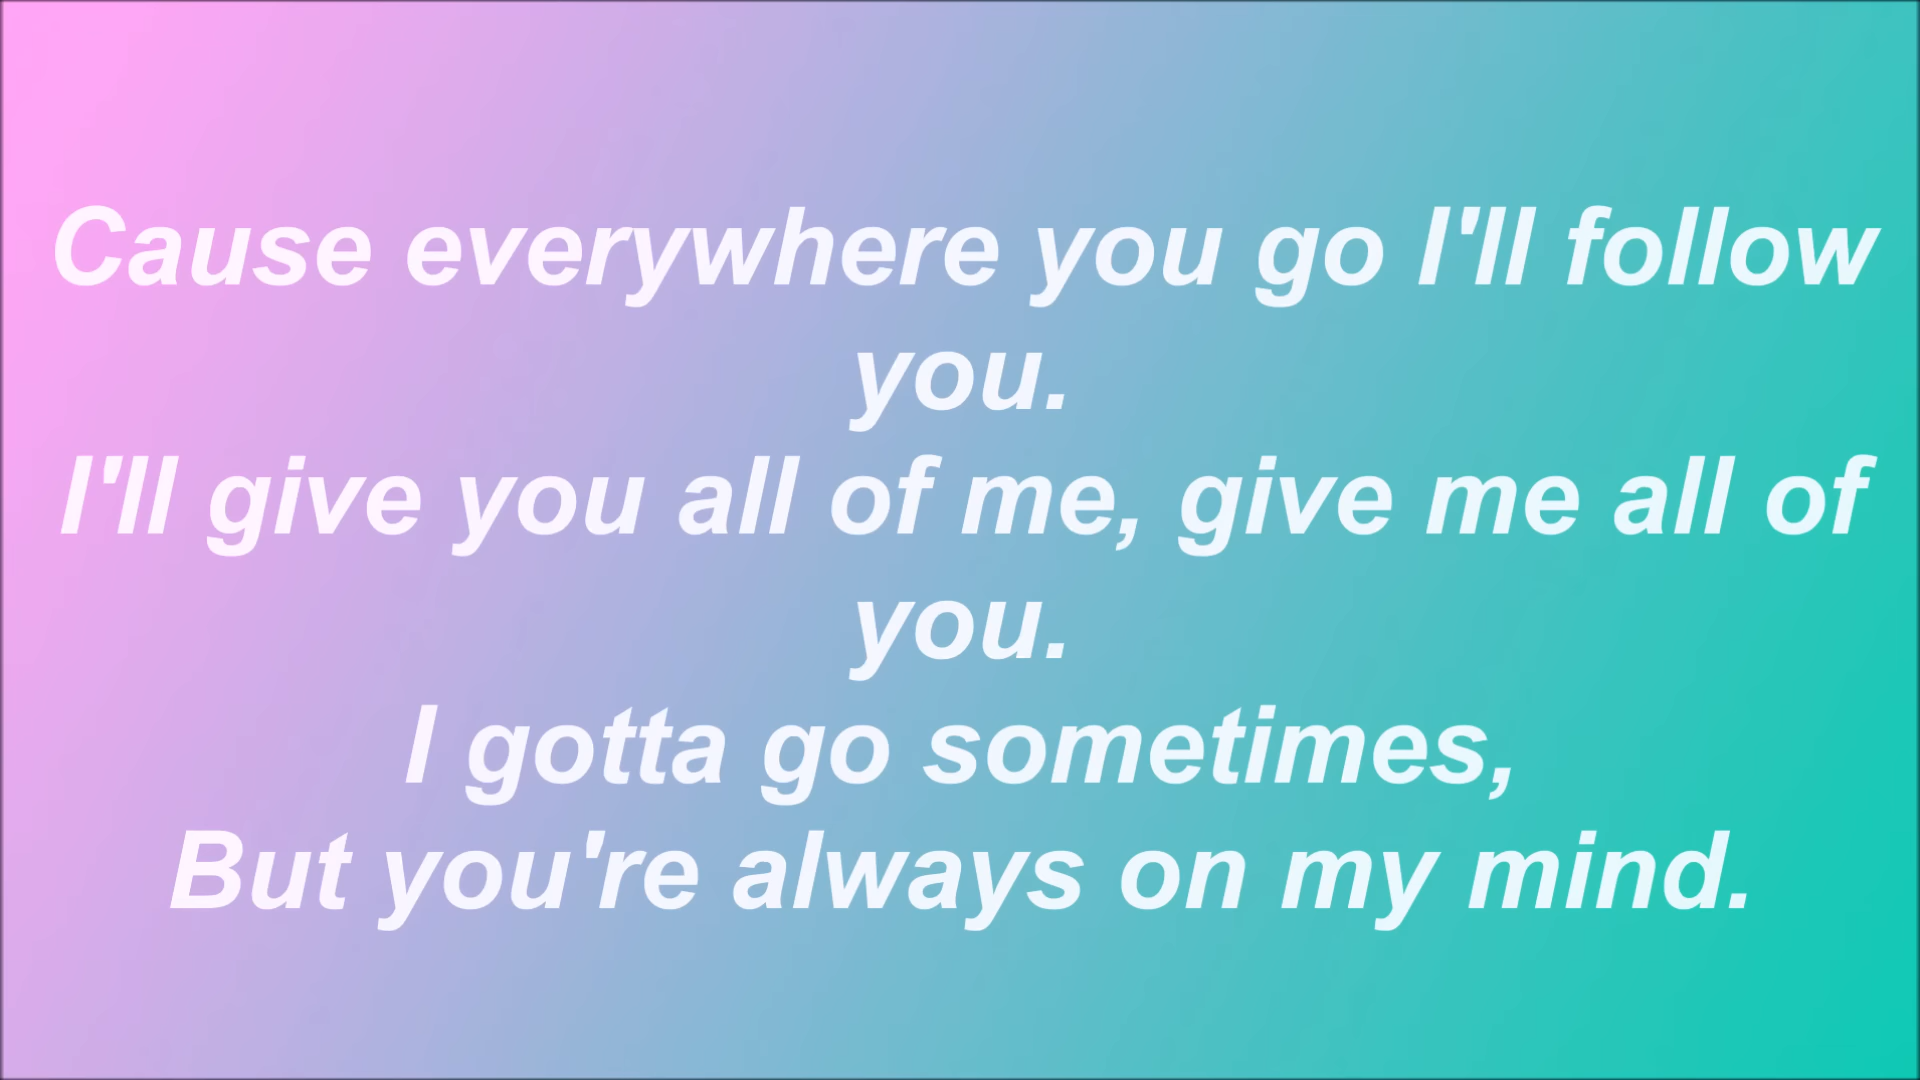 Cause everywhere you go I'll follow
you.
I'll give you all of me, give me all of
you.
I gotta go sometimes,
But you're always on my mind.